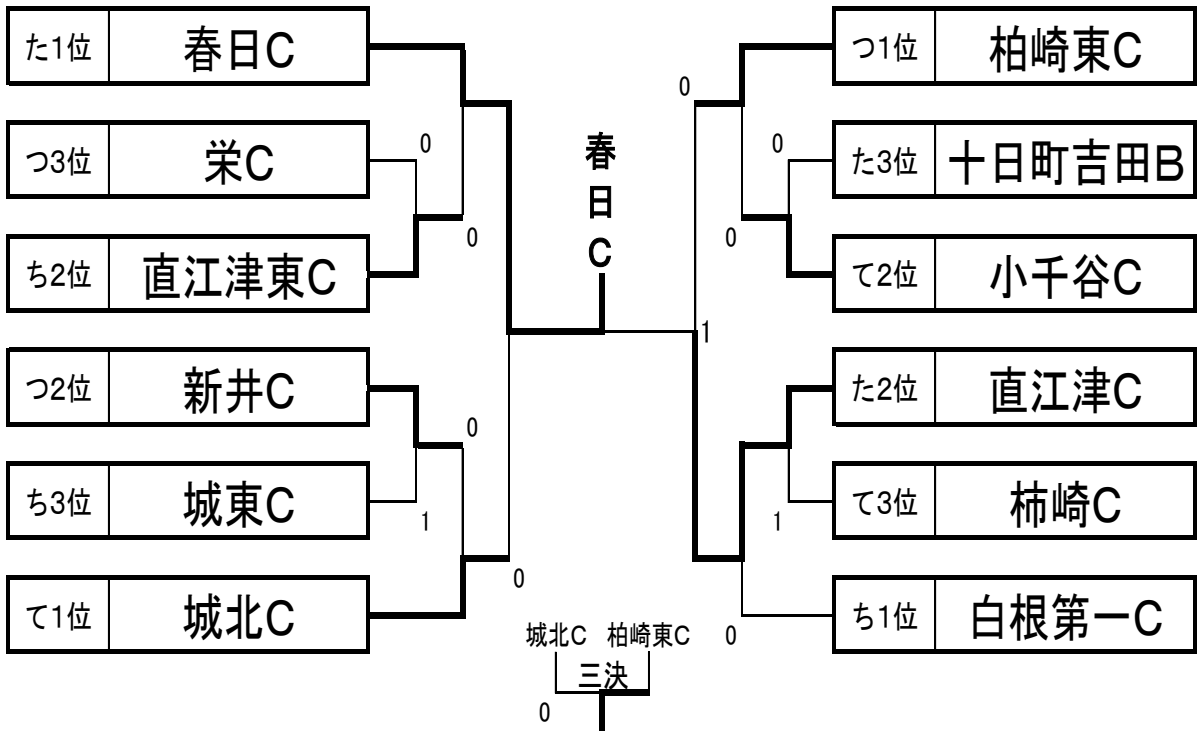 た1位 春日C
つ3位 栄C
ち2位 直江津東C
つ2位 新井C
ち3位 城東C
て1位 城北C
0
0
0
1
0
春日C
0
0
0
1
1
0
つ1位 柏崎東C
た3位 十日町吉田B
て2位 小千谷C
た2位 直江津C
て3位 柿崎C
ち1位 白根第一C
城北C 柏崎東C
三決
0